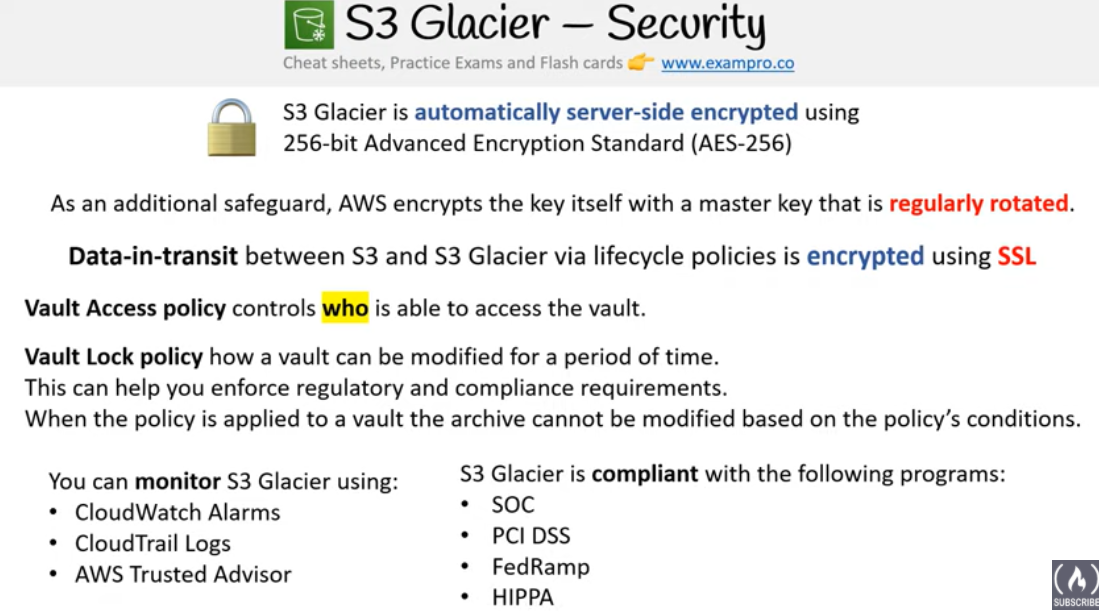 S3 Glacier – Security
Cheat sheets, Practice Exams and Flash cards 👉 www.exampro.co
S3 Glacier is automatically server-side encrypted using
256-bit Advanced Encryption Standard (AES-256)
As an additional safeguard, AWS encrypts the key itself with a master key that is regularly rotated.
Data-in-transit between S3 and S3 Glacier via lifecycle policies is encrypted using SSL
Vault Access policy controls who is able to access the vault.
Vault Lock policy how a vault can be modified for a period of time.
This can help you enforce regulatory and compliance requirements.
When the policy is applied to a vault the archive cannot be modified based on the policy's conditions.
You can monitor S3 Glacier using:
• CloudWatch Alarms
• CloudTrail Logs
• AWS Trusted Advisor
S3 Glacier is compliant with the following programs:
• SOC
• PCI DSS
• FedRamp
• HIPPA
SUBSCRIBE